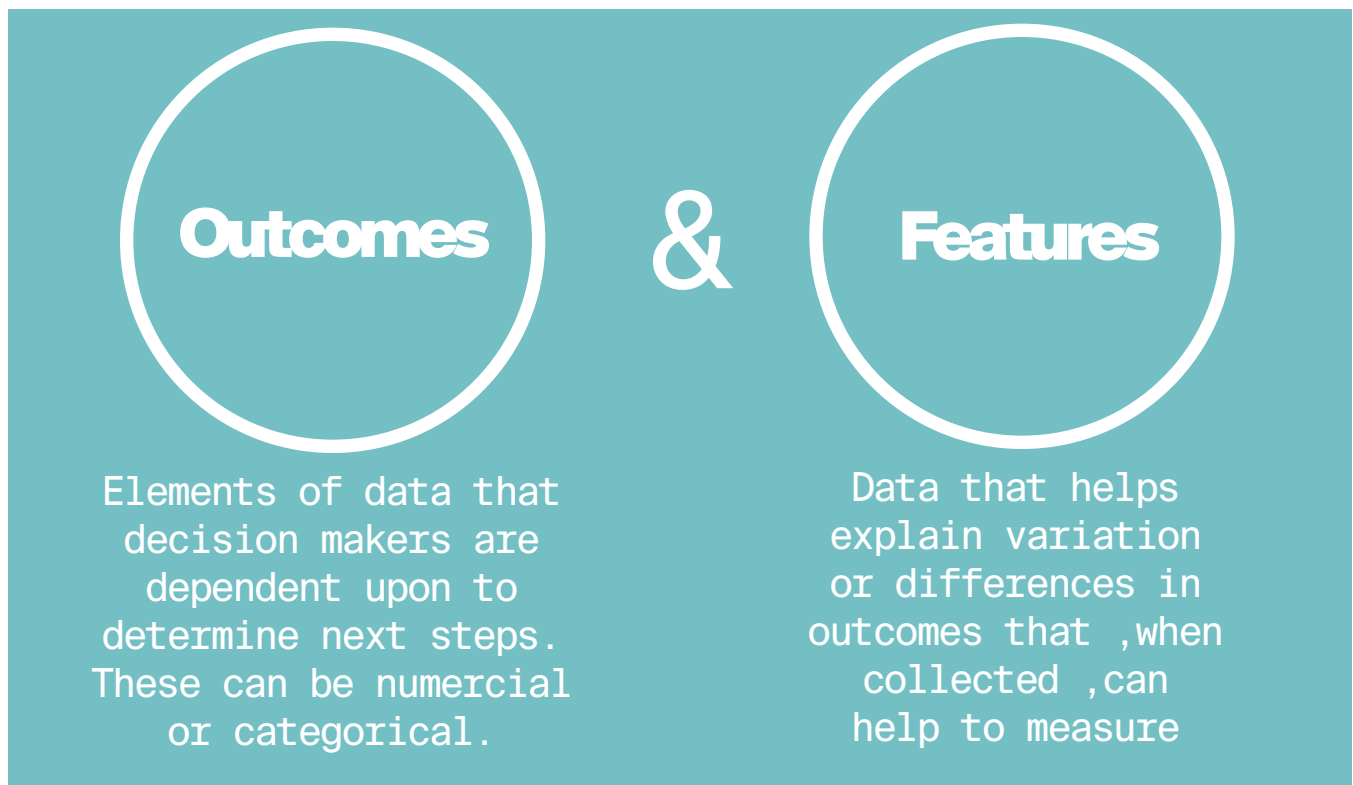 Outcomes
&
Features
Elements of data that
decision makers are
dependent upon to
determine next steps.
These can be numercial
or categorical.
Data that helps
explain variation
or differences in
outcomes that ,when
collected ,can
help to measure